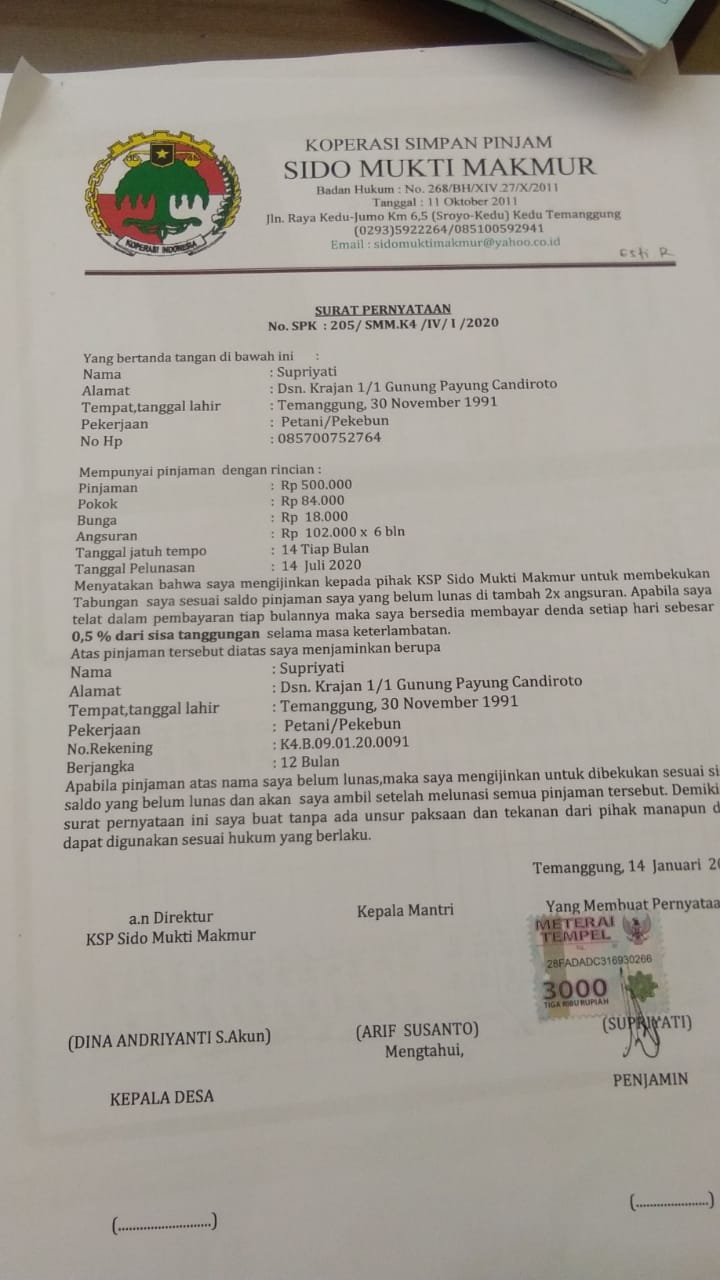 KOPERASI SIMPAN PINJAM
SIDO MUKTI MAKMUR
Badan Hukum : No. 268/BH/XIV.27/X/2011
Tanggal : 11 Oktober 2011
Jln. Raya Kedu-Jumo Km 6,5 (Sroyo-Kedu) Kedu Temanggung
(0293)5922264/085100592941
Email : sidomuktimakmur@yahoo.co.id
KOPERASI INDONESIA
Esti R
SURAT PERNYATAAN
No. SPK : 205/ SMM.K4 /IV/ I /2020
Yang bertanda tangan di bawah ini :
Nama : Supriyati
Alamat : Dsn. Krajan 1/1 Gunung Payung Candiroto
Tempat,tanggal lahir : Temanggung, 30 November 1991
Pekerjaan : Petani/Pekebun
No Hp : 085700752764
Mempunyai pinjaman dengan rincian :
Pinjaman : Rp 500.000
Pokok : Rp 84.000
Bunga : Rp 18.000
Angsuran : Rp 102.000 x 6 bln
Tanggal jatuh tempo : 14 Tiap Bulan
Tanggal Pelunasan : 14 Juli 2020
Menyatakan bahwa saya mengijinkan kepada pihak KSP Sido Mukti Makmur untuk membekukan
Tabungan saya sesuai saldo pinjaman saya yang belum lunas di tambah 2x angsuran. Apabila saya
telat dalam pembayaran tiap bulannya maka saya bersedia membayar denda setiap hari sebesar
0,5 % dari sisa tanggungan selama masa keterlambatan.
Atas pinjaman tersebut diatas saya menjaminkan berupa
Nama : Supriyati
Alamat : Dsn. Krajan 1/1 Gunung Payung Candiroto
Tempat,tanggal lahir : Temanggung, 30 November 1991
Pekerjaan : Petani/Pekebun
No.Rekening : K4.B.09.01.20.0091
Berjangka : 12 Bulan
Apabila pinjaman atas nama saya belum lunas,maka saya mengijinkan untuk dibekukan sesuai si
saldo yang belum lunas dan akan saya ambil setelah melunasi semua pinjaman tersebut. Demiki
surat pernyataan ini saya buat tanpa ada unsur paksaan dan tekanan dari pihak manapun d
dapat digunakan sesuai hukum yang berlaku.
Temanggung, 14 Januari 20
a.n Direktur
KSP Sido Mukti Makmur
Kepala Mantri
Yang Membuat Pernyataa
METERAI
TEMPEL
28FADADC316930266
3000
TIGA RIBU RUPIAH
(DINA ANDRIYANTI S.Akun)
(ARIF SUSANTO)
(SUPRIYATI)
Mengtahui,
KEPALA DESA
PENJAMIN
(..........................)
(.....................)